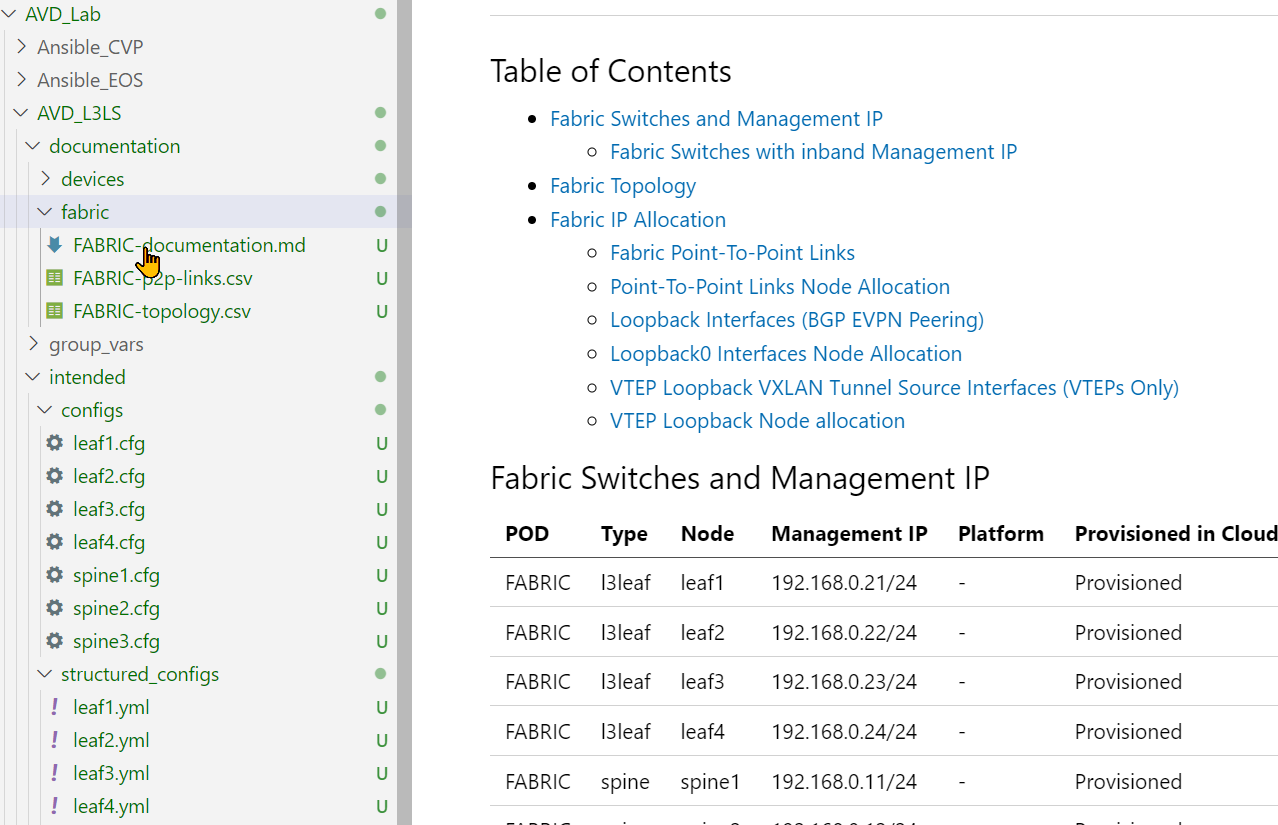 AVD_Lab
Ansible_CVP
Ansible_EOS
AVD_L3LS
documentation
devices
fabric
FABRIC-documentation.md U
FABRIC-p2p-links.csv U
FABRIC-topology.csv U
group_vars
intended
configs
leaf1.cfg U
leaf2.cfg U
leaf3.cfg U
leaf4.cfg U
spine1.cfg U
spine2.cfg U
spine3.cfg U
structured_configs
! leaf1.yml U
! leaf2.yml U
! leaf3.yml U
! leaf4.yml U
Table of Contents
Fabric Switches and Management IP
Fabric Switches with inband Management IP
Fabric Topology
Fabric IP Allocation
Fabric Point-To-Point Links
Point-To-Point Links Node Allocation
Loopback Interfaces (BGP EVPN Peering)
Loopback0 Interfaces Node Allocation
VTEP Loopback VXLAN Tunnel Source Interfaces (VTEPs Only)
VTEP Loopback Node allocation
Fabric Switches and Management IP
POD Type Node Management IP Platform Provisioned in Cloud
FABRIC l3leaf leaf1 192.168.0.21/24 - Provisioned
FABRIC l3leaf leaf2 192.168.0.22/24 - Provisioned
FABRIC l3leaf leaf3 192.168.0.23/24 - Provisioned
FABRIC l3leaf leaf4 192.168.0.24/24 - Provisioned
FABRIC spine spine1 192.168.0.11/24 - Provisioned